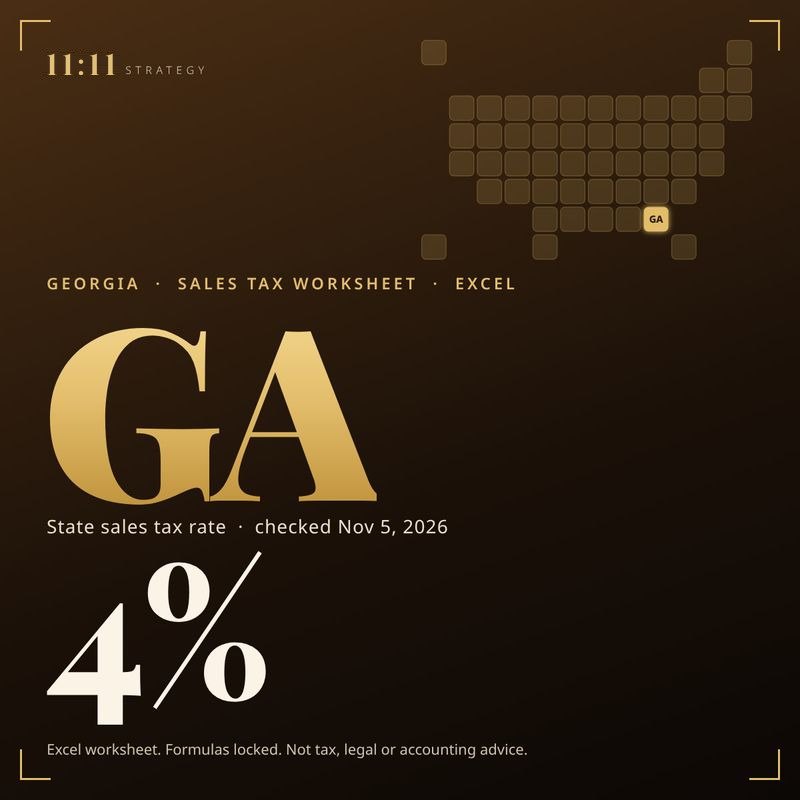 11:11 STRATEGY
GA
GEORGIA · SALES TAX WORKSHEET · EXCEL
GA
State sales tax rate · checked Nov 5, 2026
4%
Excel worksheet. Formulas locked. Not tax, legal or accounting advice.